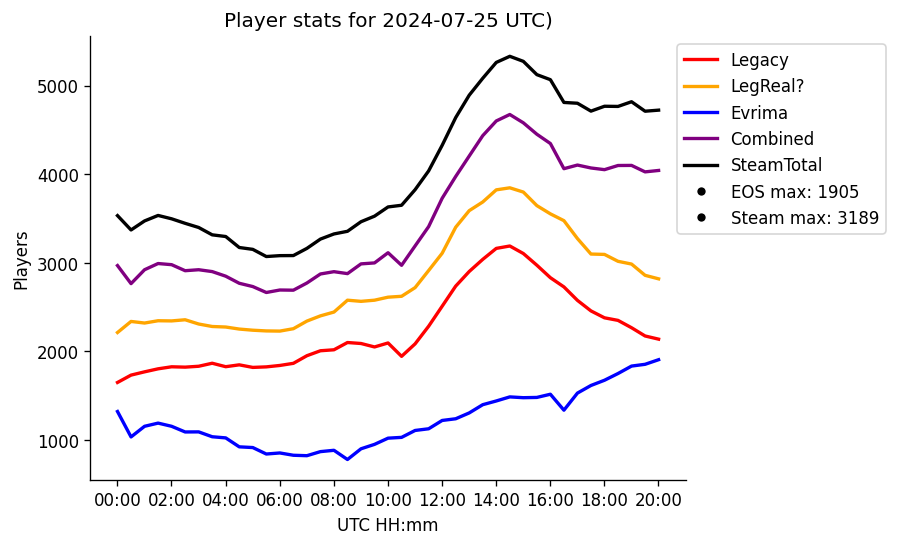 Player stats for 2024-07-25 UTC)
Legacy
LegReal?
Evrima
Combined
SteamTotal
EOS max: 1905
Steam max: 3189
Players
5000
4000
3000
2000
1000
00:00 02:00 04:00 06:00 08:00 10:00 12:00 14:00 16:00 18:00 20:00
UTC HH:mm